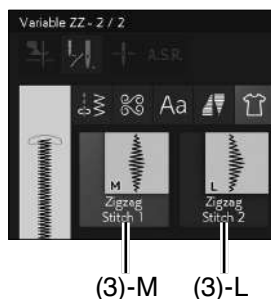 Variable ZZ - 2 / 2
A.S.R.
Aa
M
L
Zigzag
Stitch 1
Zigzag
Stitch 2
(3)-M
(3)-L